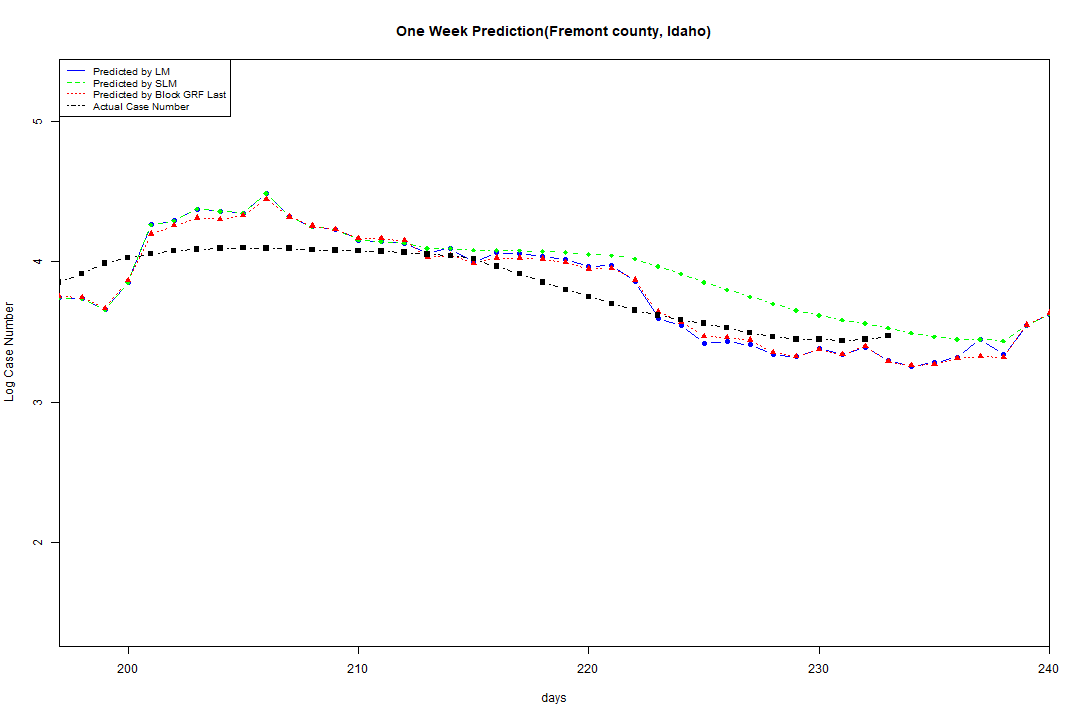 One Week Prediction(Fremont county, Idaho)
Predicted by LM
Predicted by SLM
Predicted by Block GRF Last
Actual Case Number
5
4
3
2
Log Case Number
200 210 220 230 240
days